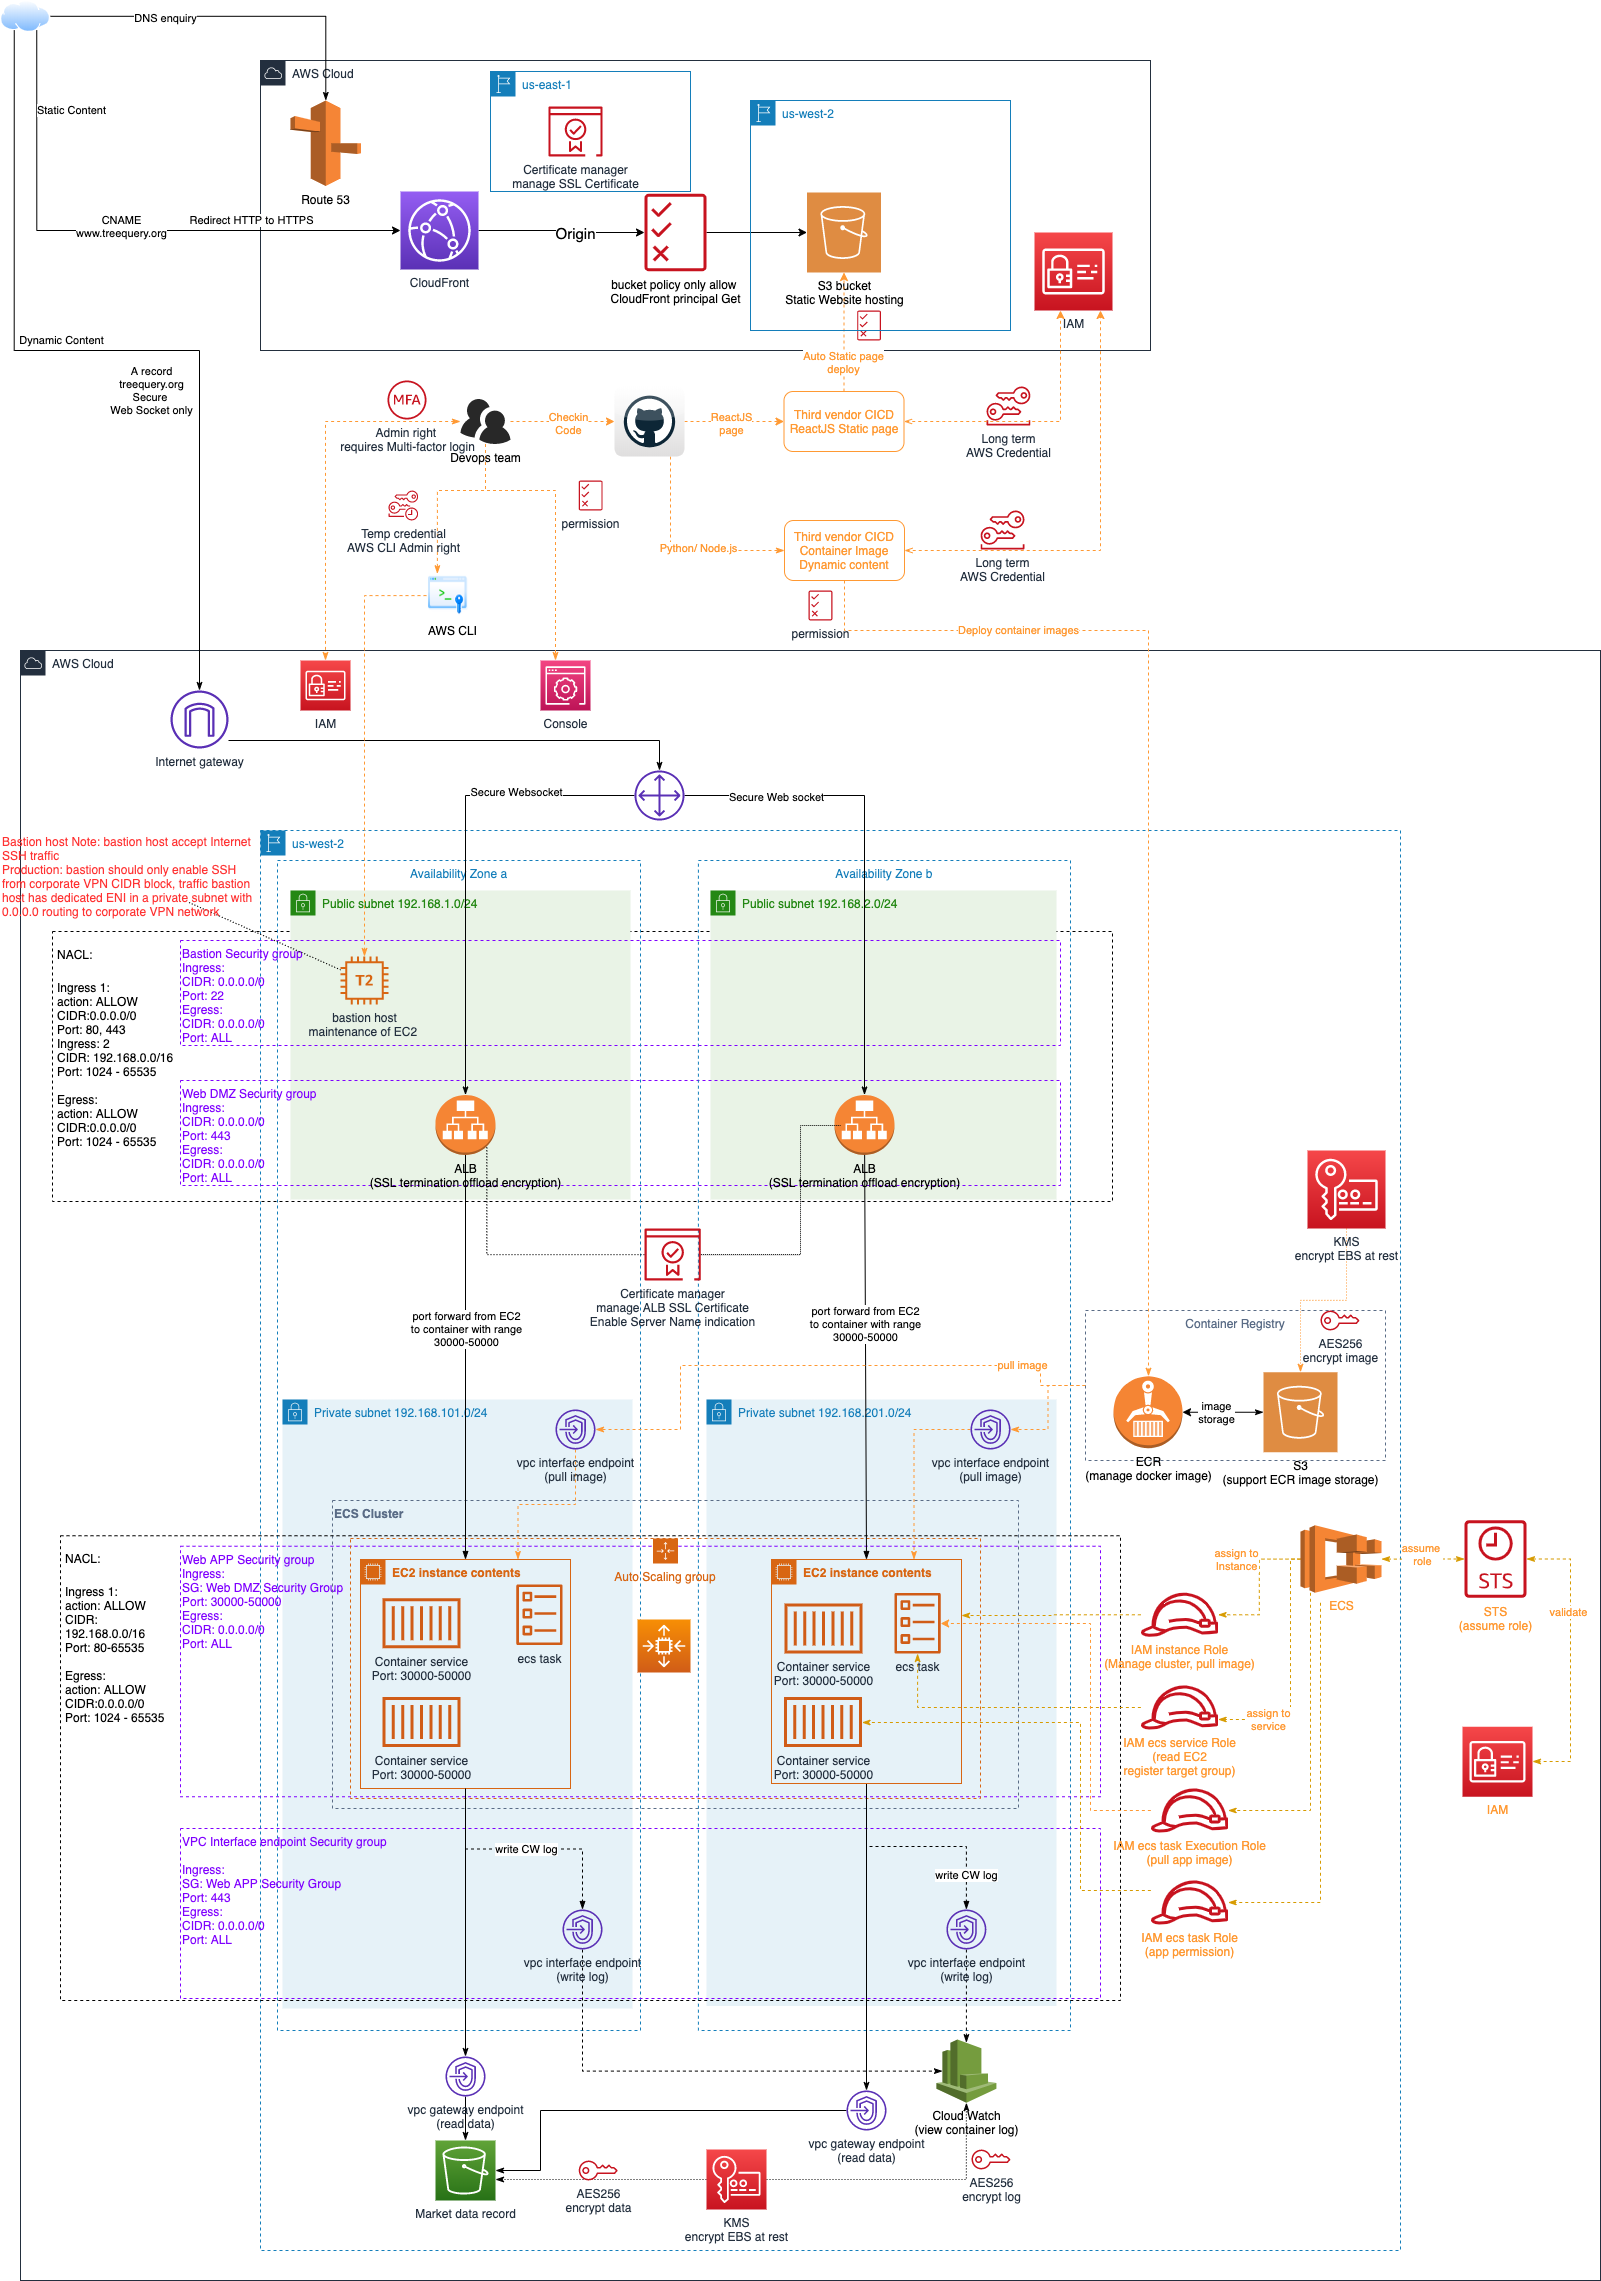 DNS enquiry
AWS Cloud
us-east-1
Static Content
us-west-2
Certificate manager
manage SSL Certificate
Route 53
CNAME
www.treequery.org
Redirect HTTP to HTTPS
Origin
CloudFront
bucket policy only allow
CloudFront principal Get
S3 bucket
Static Website hosting
IAM
Dynamic Content
Auto Static page
deploy
A record
treequery.org
Secure
Web Socket only
MFA
Admin right
requires Multi-factor login
Devops team
Checkin
Code
ReactJS
page
Third vendor CICD
ReactJS Static page
Long term
AWS Credential
permission
Temp credential
AWS CLI Admin right
Python/ Node.js
Third vendor CICD
Container Image
Dynamic content
Long term
AWS Credential
>_
AWS CLI
permission
Deploy container images
AWS Cloud
IAM
Console
Internet gateway
Secure Websocket
Secure Web socket
Bastion host Note: bastion host accept Internet
SSH traffic
Production: bastion should only enable SSH
from corporate VPN CIDR block, traffic bastion
host has dedicated ENI in a private subnet with
0.0.0.0 routing to corporate VPN network
us-west-2
Availability Zone a
Availability Zone b
Public subnet 192.168.1.0/24
Public subnet 192.168.2.0/24
NACL:
Ingress 1:
action: ALLOW
CIDR:0.0.0.0/0
Port: 80, 443
Ingress: 2
CIDR: 192.168.0.0/16
Port: 1024 - 65535
Egress:
action: ALLOW
CIDR:0.0.0.0/0
Port: 1024 - 65535
Bastion Security group
Ingress:
CIDR: 0.0.0.0/0
Port: 22
Egress:
CIDR: 0.0.0.0/0
Port: ALL
T2
bastion host
maintenance of EC2
Web DMZ Security group
Ingress:
CIDR: 0.0.0.0/0
Port: 443
Egress:
CIDR: 0.0.0.0/0
Port: ALL
ALB
(SSL termination offload encryption)
ALB
(SSL termination offload encryption)
KMS
encrypt EBS at rest
Certificate manager
manage ALB SSL Certificate
Enable Server Name indication
port forward from EC2
to container with range
30000-50000
port forward from EC2
to container with range
30000-50000
Container Registry
AES256
encrypt image
pull image
image
storage
ECR
(manage docker image)
S3
(support ECR image storage)
Private subnet 192.168.101.0/24
Private subnet 192.168.201.0/24
vpc interface endpoint
(pull image)
vpc interface endpoint
(pull image)
ECS Cluster
NACL:
Ingress 1:
action: ALLOW
CIDR:
192.168.0.0/16
Port: 80-65535
Egress:
action: ALLOW
CIDR:0.0.0.0/0
Port: 1024 - 65535
Web APP Security group
Ingress:
SG: Web DMZ Security Group
Port: 30000-50000
Egress:
CIDR: 0.0.0.0/0
Port: ALL
EC2 instance contents
Auto Scaling group
EC2 instance contents
Container service
Port: 30000-50000
ecs task
Container service
Port: 30000-50000
ecs task
Container service
Port: 30000-50000
Container service
Port: 30000-50000
assign to
Instance
ECS
assume
role
STS
STS
(assume role)
validate
IAM instance Role
(Manage cluster, pull image)
assign to
service
IAM ecs service Role
(read EC2
register target group)
IAM
IAM ecs task Execution Role
(pull app image)
IAM ecs task Role
(app permission)
VPC Interface endpoint Security group
Ingress:
SG: Web APP Security Group
Port: 443
Egress:
CIDR: 0.0.0.0/0
Port: ALL
write CW log
write CW log
vpc interface endpoint
(write log)
vpc interface endpoint
(write log)
vpc gateway endpoint
(read data)
Cloud Watch
(view container log)
vpc gateway endpoint
(read data)
Market data record
AES256
encrypt data
KMS
encrypt EBS at rest
AES256
encrypt log